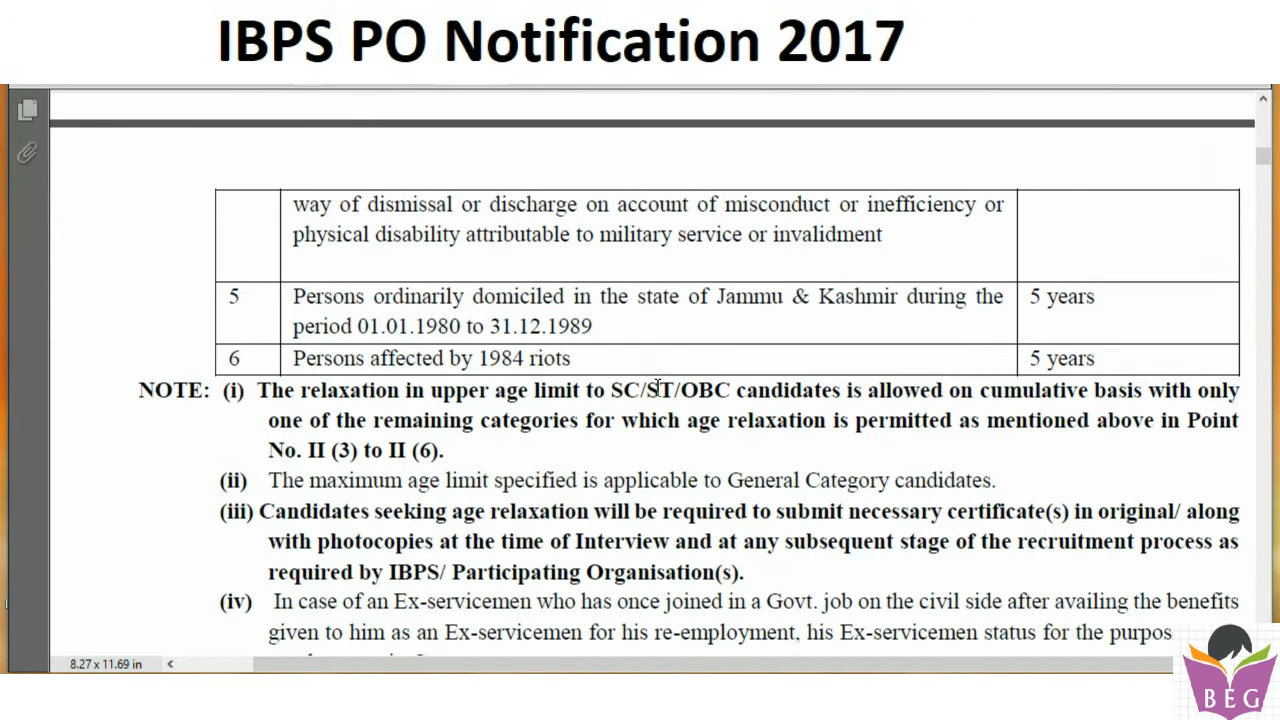 IBPS PO Notification 2017
way of dismissal or discharge on account of misconduct or inefficiency or
physical disability attributable to military service or invalidment
5 Persons ordinarily domiciled in the state of Jammu & Kashmir during the 5 years
period 01.01.1980 to 31.12.1989
6 Persons affected by 1984 riots 5 years
NOTE: (i) The relaxation in upper age limit to SC/ST/OBC candidates is allowed on cumulative basis with only
one of the remaining categories for which age relaxation is permitted as mentioned above in Point
No. II (3) to II (6).
(ii) The maximum age limit specified is applicable to General Category candidates.
(iii) Candidates seeking age relaxation will be required to submit necessary certificate(s) in original/ along
with photocopies at the time of Interview and at any subsequent stage of the recruitment process as
required by IBPS/ Participating Organisation(s).
(iv) In case of an Ex-servicemen who has once joined in a Govt. job on the civil side after availing the benefits
given to him as an Ex-servicemen for his re-employment, his Ex-servicemen status for the purpos
8.27 x 11.69 in
BEG